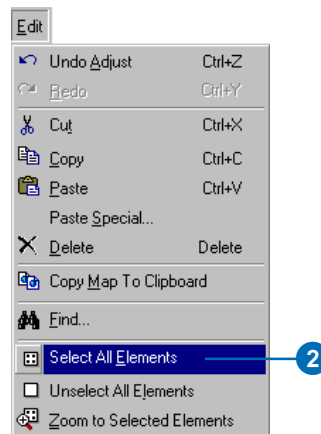 Edit
Undo Adjust Ctrl+Z
Redo Ctrl+Y
Cut Ctrl+X
Copy Ctrl+C
Paste Ctrl+V
Paste Special...
Delete Delete
Copy Map To Clipboard
Find...
Select All Elements 2
Unselect All Elements
Zoom to Selected Elements